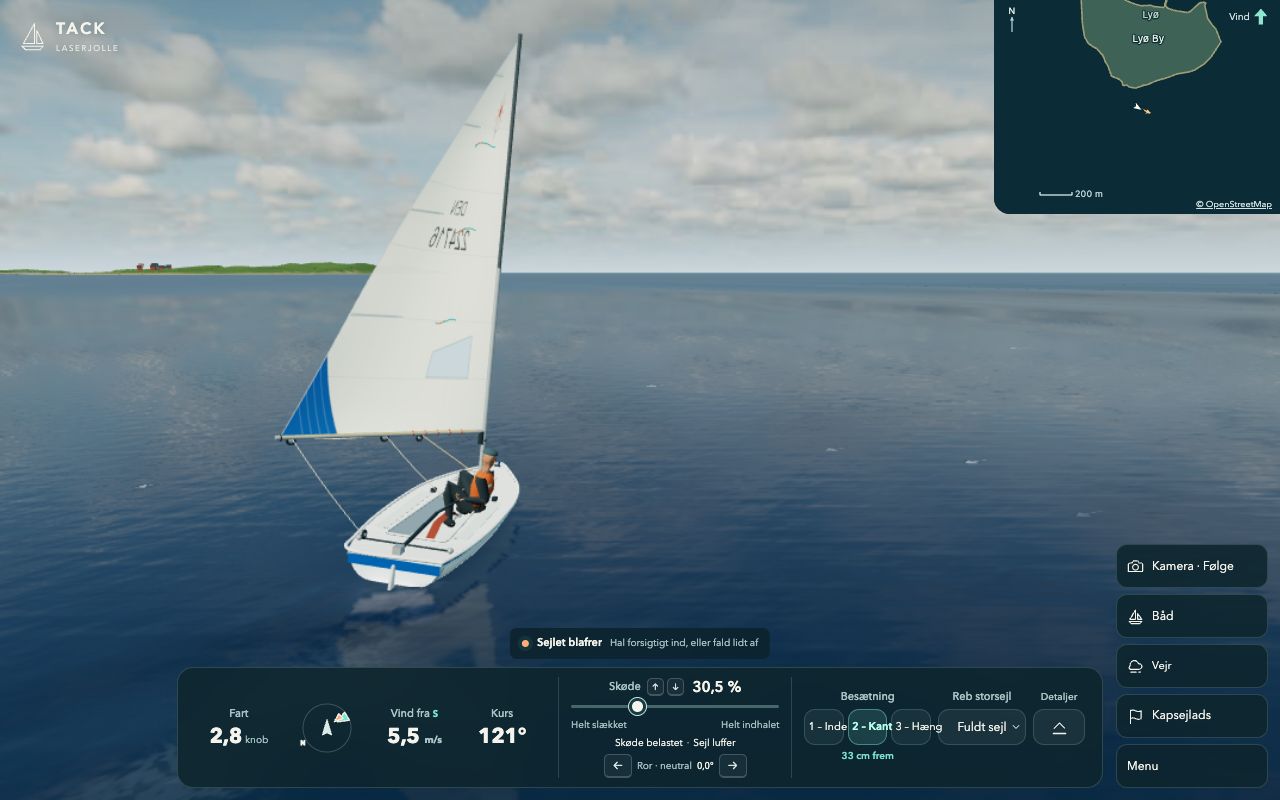 TACK
LASERJOLLE
N
Vind
Lyø
Lyø By
200 m
© OpenStreetMap
DEN
224716
Kamera · Følge
Båd
Vejr
Kapsejlads
Menu
Sejlet blafrer Hal forsigtigt ind, eller fald lidt af
Fart
2,8 knob
N
Vind fra S
5,5 m/s
Kurs
121°
Skøde ↑ ↓ 30,5 %
Helt slækket Helt indhalet
Skøde belastet · Sejl luffer
← Ror · neutral 0,0° →
Besætning
1 – Inde 2 – Kant 3 – Hæng
33 cm frem
Reb storsejl
Fuldt sejl
Detaljer